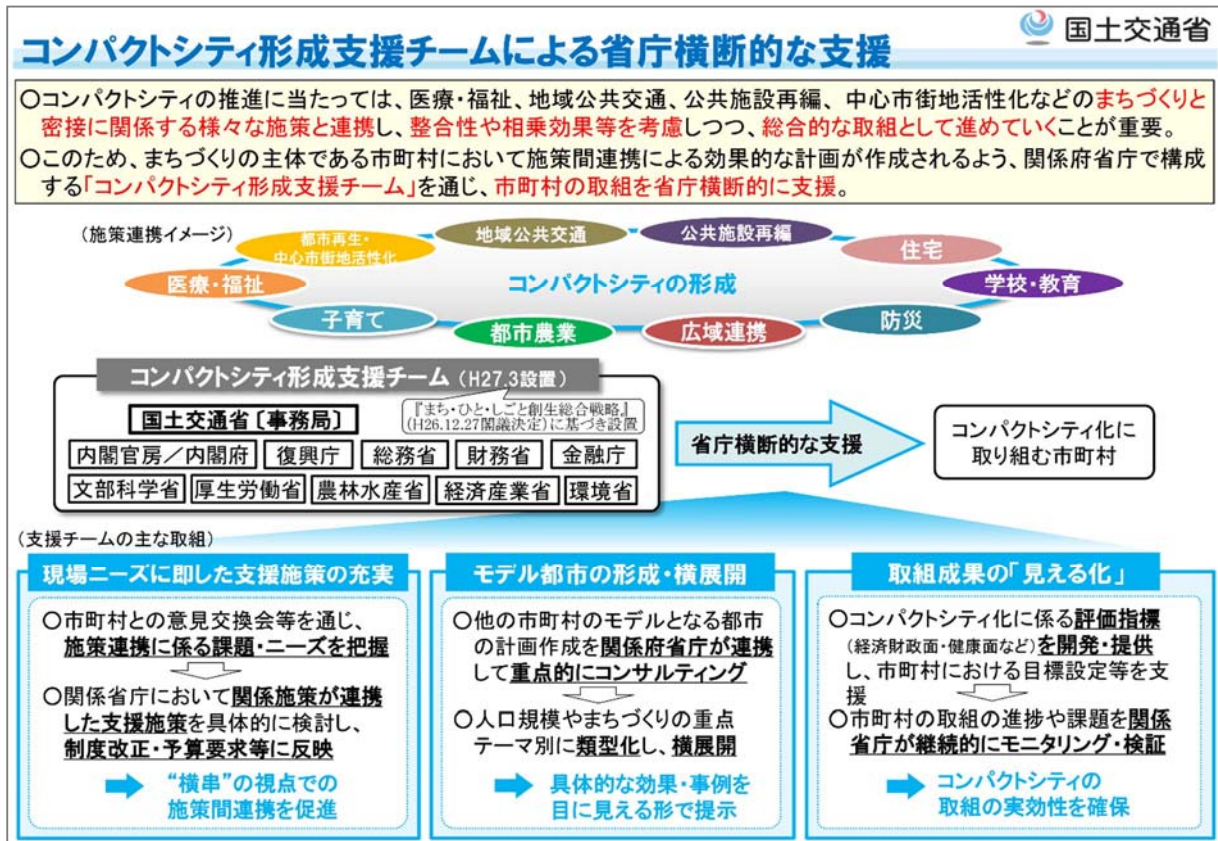 コンパクトシティ形成支援チームによる省庁横断的な支援
国土交通省
○コンパクトシティの推進に当たっては、医療・福祉、地域公共交通、公共施設再編、 中心市街地活性化などのまちづくりと
密接に関係する様々な施策と連携し、整合性や相乗効果等を考慮しつつ、総合的な取組として進めていくことが重要。
○このため、まちづくりの主体である市町村において施策間連携による効果的な計画が作成されるよう、関係府省庁で構成
する「コンパクトシティ形成支援チーム」を通じ、市町村の取組を省庁横断的に支援。
(施策連携イメージ)
都市再生・
中心市街地活性化
地域公共交通
公共施設再編
住宅
医療・福祉
コンパクトシティの形成
学校・教育
子育て
都市農業
広域連携
防災
コンパクトシティ形成支援チーム (H27.3設置)
国土交通省〔事務局〕
『まち・ひと・しごと創生総合戦略』
(H26.12.27閣議決定)に基づき設置
内閣官房/内閣府
復興庁
総務省
財務省
金融庁
文部科学省
厚生労働省
農林水産省
経済産業省
環境省
省庁横断的な支援
コンパクトシティ化に
取り組む市町村
(支援チームの主な取組)
現場ニーズに即した支援施策の充実
○市町村との意見交換会等を通じ、
施策連携に係る課題・ニーズを把握
○関係省庁において関係施策が連携
した支援施策を具体的に検討し、
制度改正・予算要求等に反映
“横串”の視点での
施策間連携を促進
モデル都市の形成・横展開
○他の市町村のモデルとなる都市
の計画作成を関係府省庁が連携
して重点的にコンサルティング
○人口規模やまちづくりの重点
テーマ別に類型化し、横展開
具体的な効果・事例を
目に見える形で提示
取組成果の「見える化」
○コンパクトシティ化に係る評価指標
(経済財政面・健康面など)を開発・提供
し、市町村における目標設定等を支
援
○市町村の取組の進捗や課題を関係
省庁が継続的にモニタリング・検証
コンパクトシティの
取組の実効性を確保